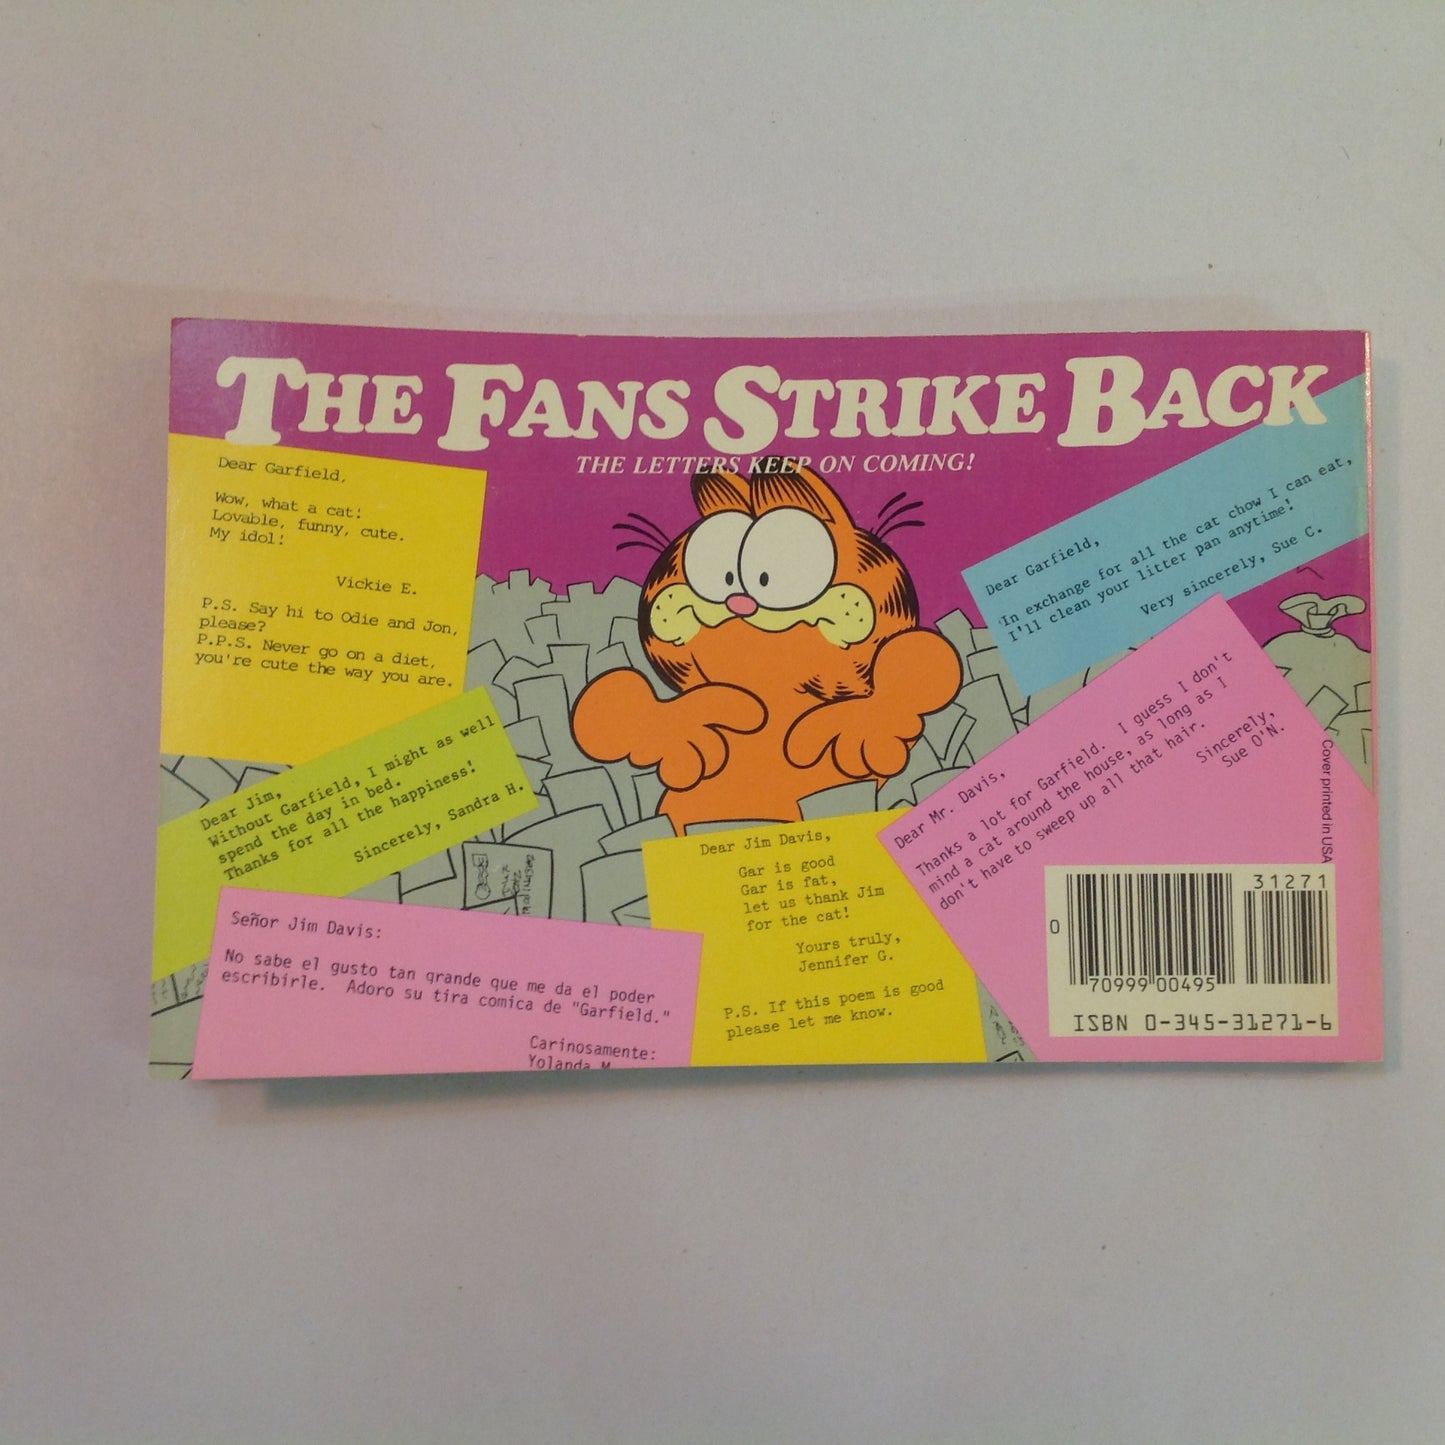 THE FANS STRIKE BACK
THE LETTERS KEEP ON COMING!
Dear Garfield,
Wow, what a cat!
Lovable, funny, cute.
My idol!
Vickie E.
P.S. Say hi to Odie and Jon,
please?
P.P.S. Never go on a diet,
you're cute the way you are.
Dear Jim,
Without Garfield, I might as well
spend the day in bed.
Thanks for all the happiness!
Sincerely, Sandra H.
Señor Jim Davis:
No sabe el gusto tan grande que me da el poder
escribirle. Adoro su tira comica de "Garfield."
Carinosamente:
Yolanda M
Dear Jim Davis,
Gar is good
Gar is fat,
let us thank Jim
for the cat!
Yours truly,
Jennifer G.
P.S. If this poem is good
please let me know.
Dear Garfield,
In exchange for all the cat chow I can eat,
I'll clean your litter pan anytime!
Very sincerely, Sue C.
Dear Mr. Davis,
Thanks a lot for Garfield. I guess I don't
mind a cat around the house, as long as I
don't have to sweep up all that hair.
Sincerely,
Sue O'N.
Cover printed in USA
31271
0
70999 00495
ISBN 0-345-31271-6